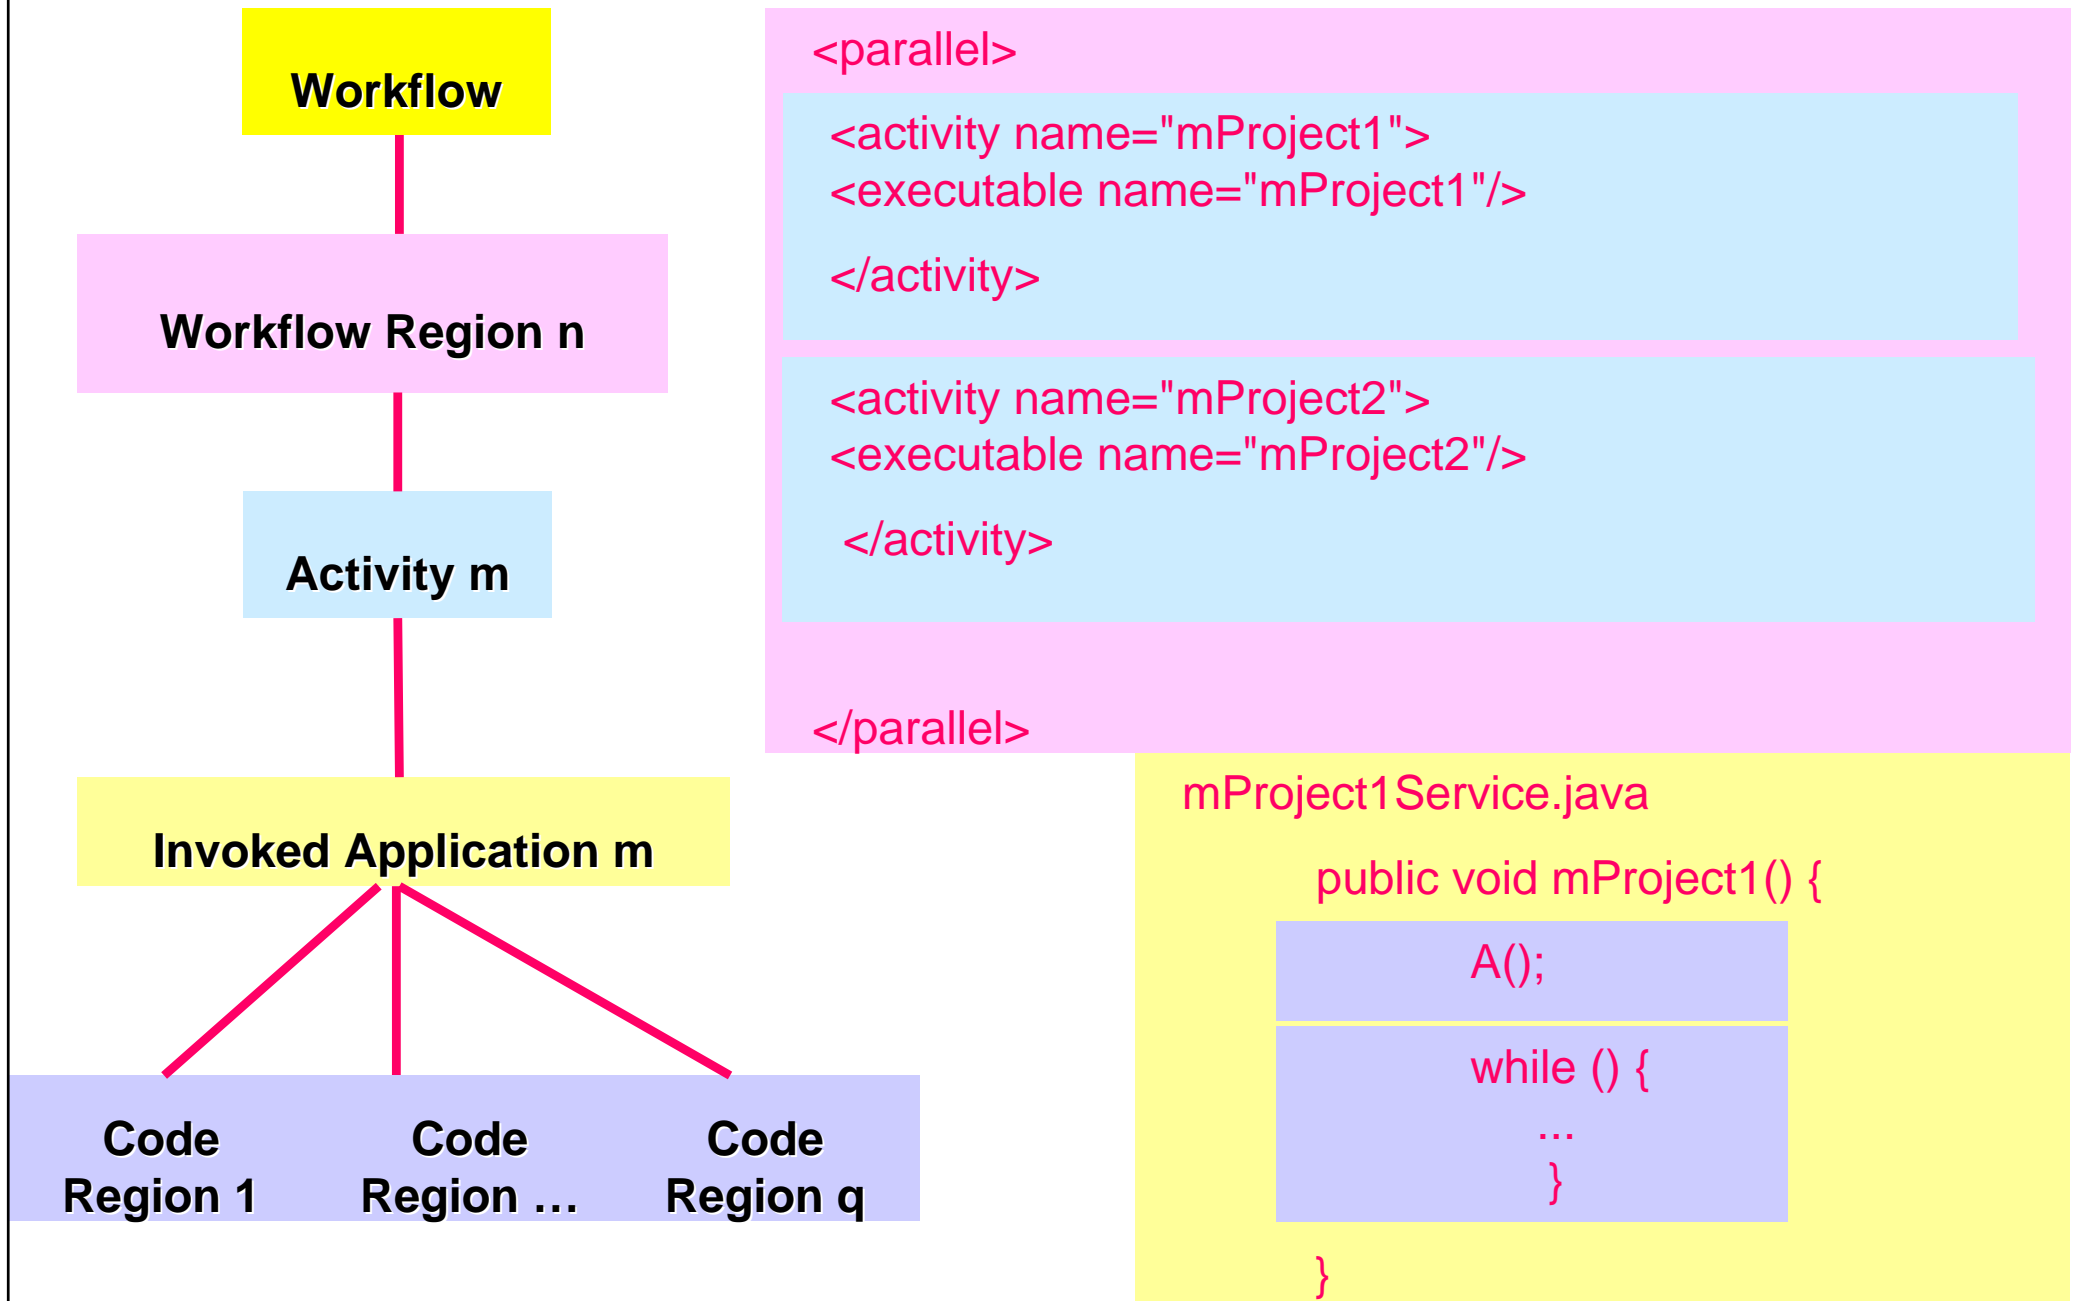 Workflow
Workflow Region n
Activity m
Invoked Application m
Code
Region 1
Code
Region …
Code
Region q
<parallel>
<activity name="mProject1">
<executable name="mProject1"/>
</activity>
<activity name="mProject2">
<executable name="mProject2"/>
</activity>
</parallel>
mProject1Service.java
public void mProject1() {
A();
while () {
...
}
}